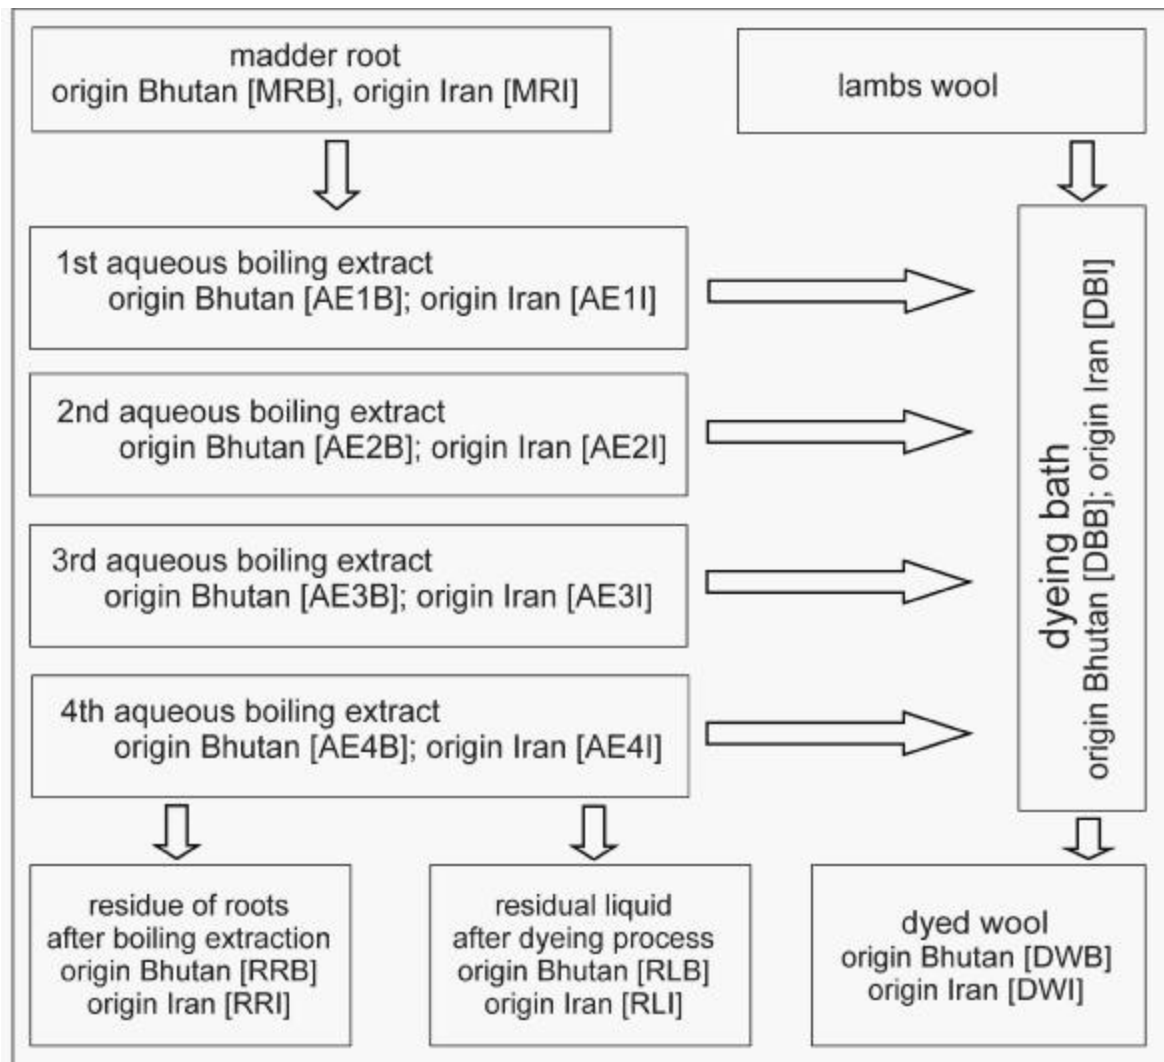 madder root
origin Bhutan [MRB], origin Iran [MRI]
lambs wool
1st aqueous boiling extract
origin Bhutan [AE1B]; origin Iran [AE1I]
2nd aqueous boiling extract
origin Bhutan [AE2B]; origin Iran [AE2I]
3rd aqueous boiling extract
origin Bhutan [AE3B]; origin Iran [AE3I]
4th aqueous boiling extract
origin Bhutan [AE4B]; origin Iran [AE4I]
dyeing bath
origin Bhutan [DBB]; origin Iran [DBI]
residue of roots
after boiling extraction
origin Bhutan [RRB]
origin Iran [RRI]
residual liquid
after dyeing process
origin Bhutan [RLB]
origin Iran [RLI]
dyed wool
origin Bhutan [DWB]
origin Iran [DWI]